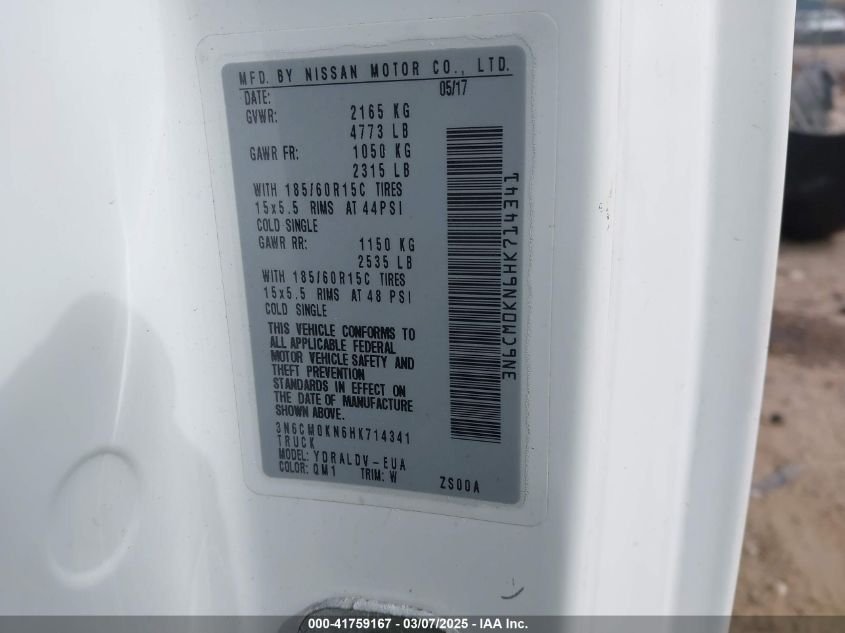 MFD. BY NISSAN MOTOR CO., LTD.
DATE: 05/17
GVWR: 2165 KG
4773 LB
GAWR FR: 1050 KG
2315 LB
WITH 185/60R15C TIRES
15x5.5 RIMS AT 44PSI
COLD SINGLE
GAWR RR: 1150 KG
2535 LB
WITH 185/60R15C TIRES
15x5.5 RIMS AT 48 PSI
COLD SINGLE
THIS VEHICLE CONFORMS TO
ALL APPLICABLE FEDERAL
MOTOR VEHICLE SAFETY AND
THEFT PREVENTION
STANDARDS IN EFFECT ON
THE DATE OF MANUFACTURE
SHOWN ABOVE.
3N6CM0KN6HK714341
TRUCK
MODEL: YDRALDV-EUA
COLOR: QM1 TRIM: W ZS00A
3N6CM0KN6HK714341
000-41759167 — 03/07/2025 — IAA Inc.